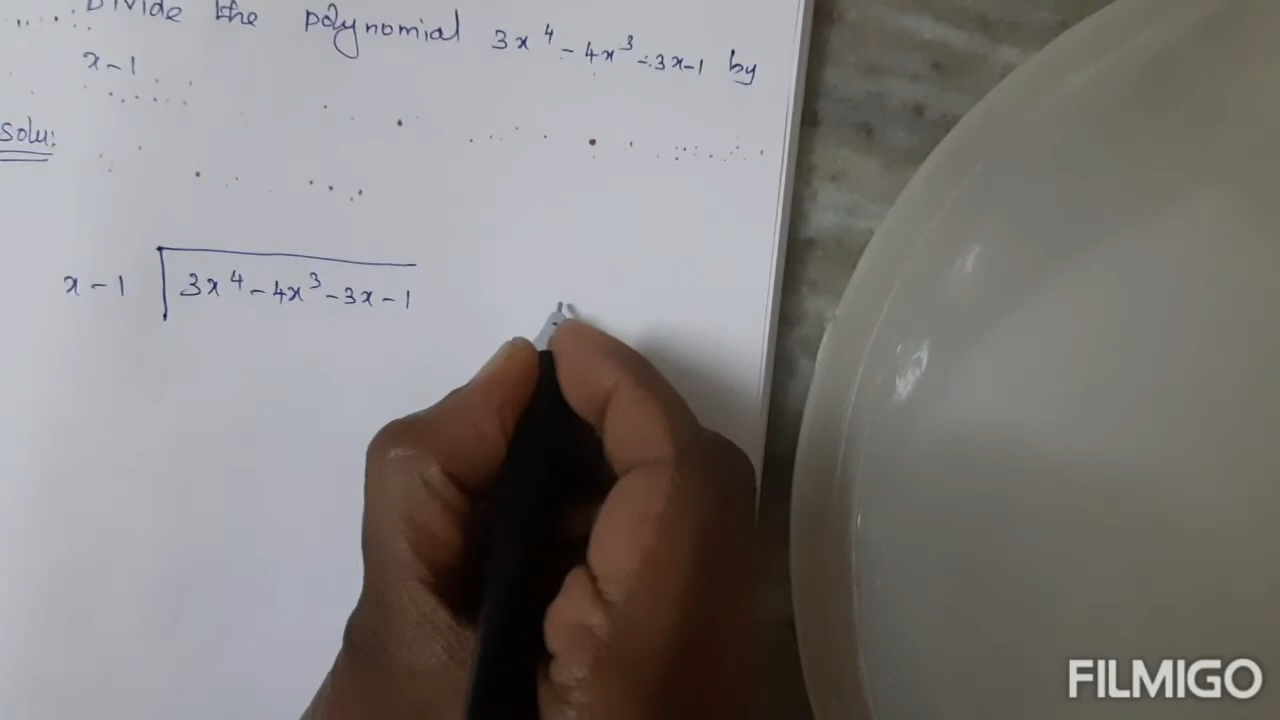 Divide the polynomial 3x⁴ - 4x³ - 3x - 1 by
x - 1
Solu:
x - 1 3x⁴ - 4x³ - 3x - 1
FILMIGO